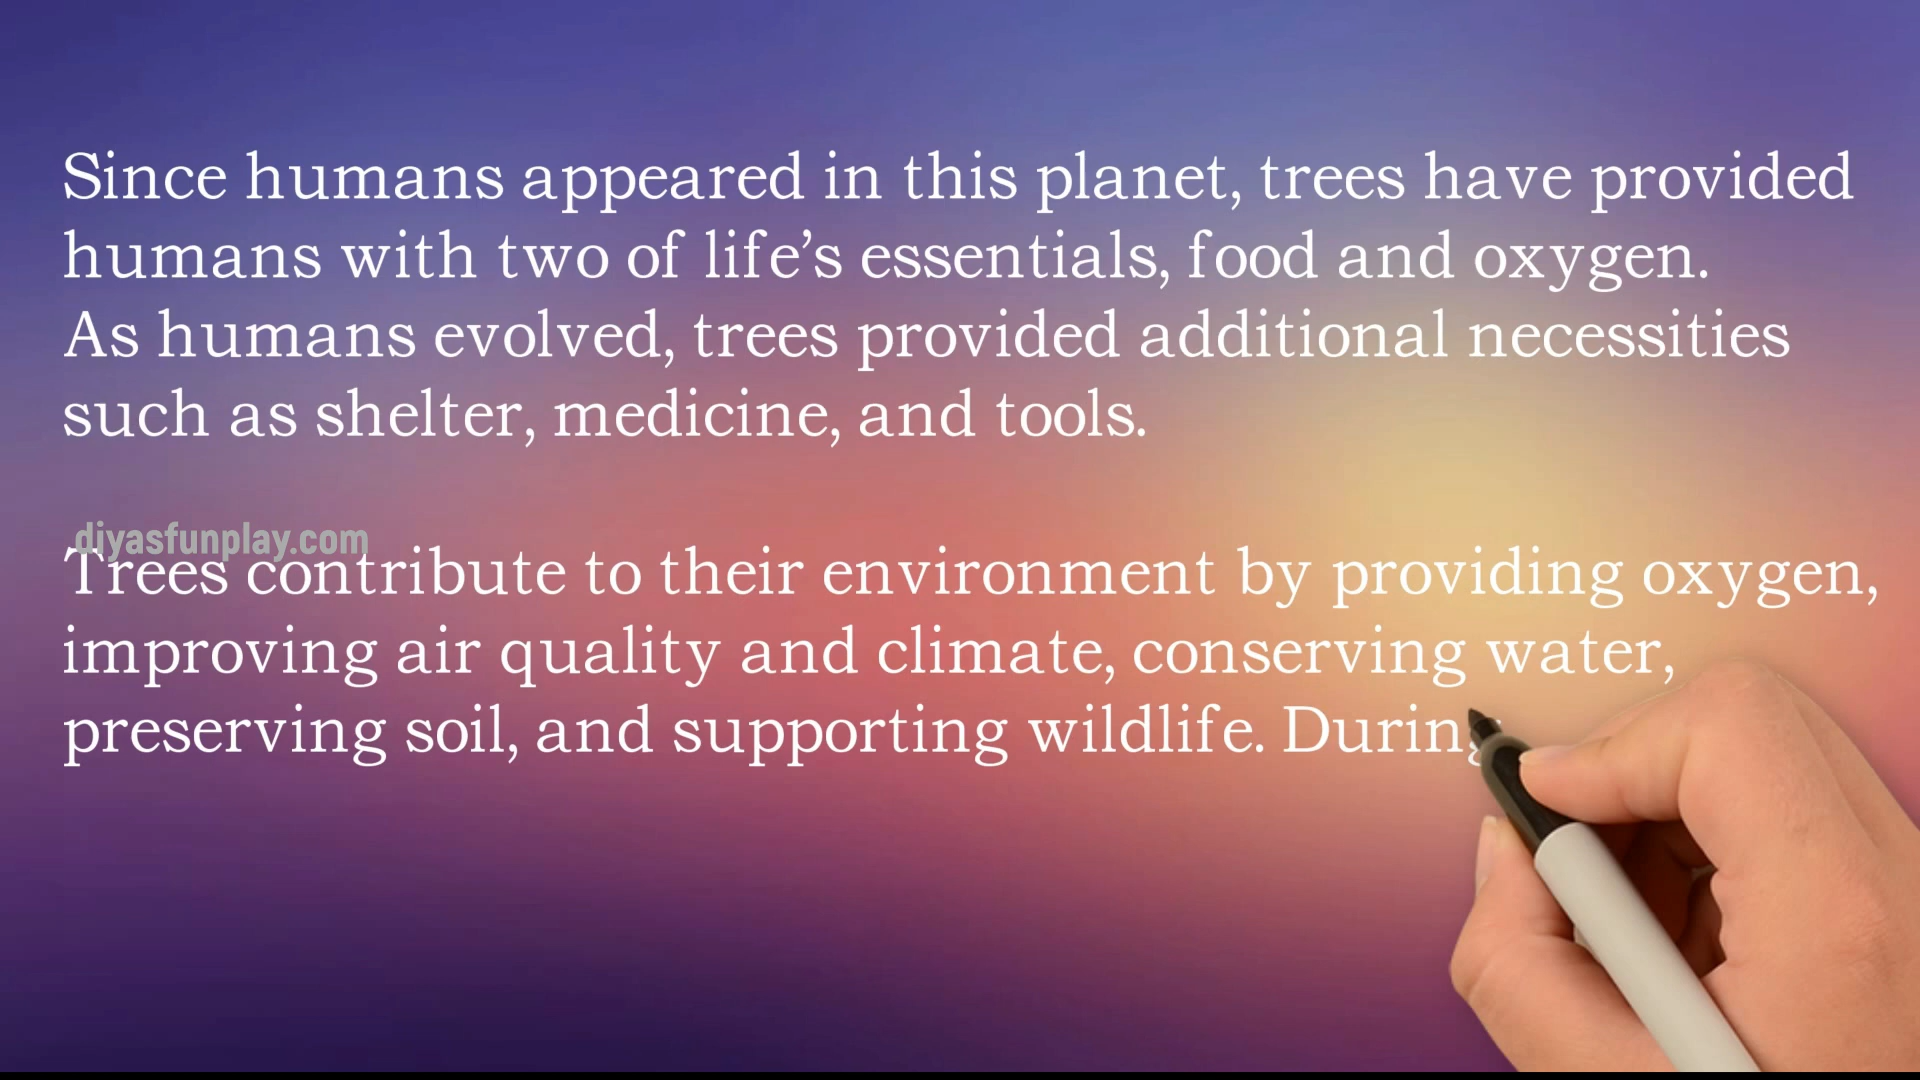 Since humans appeared in this planet, trees have provided
humans with two of life’s essentials, food and oxygen.
As humans evolved, trees provided additional necessities
such as shelter, medicine, and tools.
diyasfunplay.com
Trees contribute to their environment by providing oxygen,
improving air quality and climate, conserving water,
preserving soil, and supporting wildlife. During